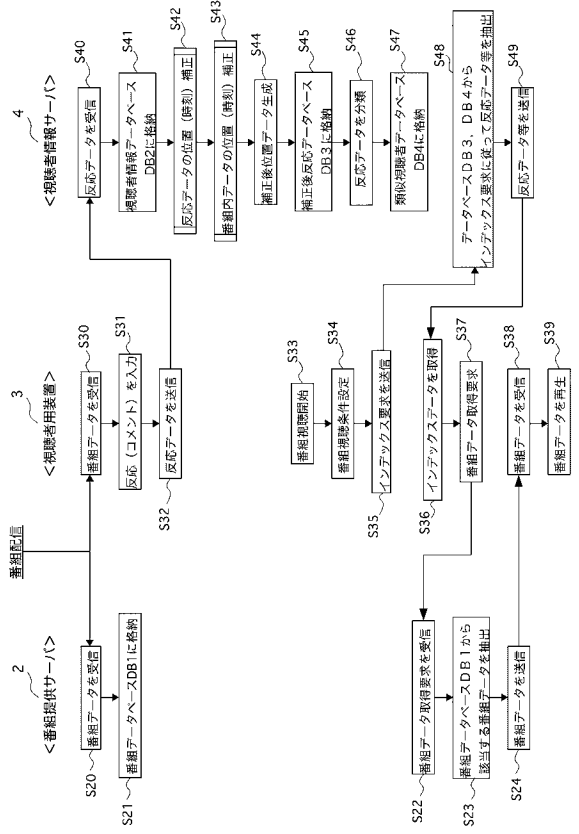 番組配信
2
<番組提供サーバ>
番組データを受信
S20
番組データベースDB1に格納
S21
番組データ取得要求を受信
S22
番組データベースDB1から
該当する番組データを抽出
S23
番組データを送信
S24
3
<視聴者用装置>
番組データを受信
S30
反応(コメント)を入力
S31
反応データを送信
S32
番組視聴開始
S33
番組視聴条件設定
S34
インデックス要求を送信
S35
インデックスデータを取得
S36
番組データ取得要求
S37
番組データを受信
S38
番組データを再生
S39
4
<視聴者情報サーバ>
反応データを受信
S40
視聴者情報データベース
DB2に格納
S41
反応データの位置(時刻)補正
S42
番組内データの位置(時刻)補正
S43
補正後位置データ生成
S44
補正後反応データベース
DB3に格納
S45
反応データを分類
S46
類似視聴者データベース
DB4に格納
S47
データベースDB3、DB4から
インデックス要求に従って反応データ等を抽出
S48
反応データ等を送信
S49